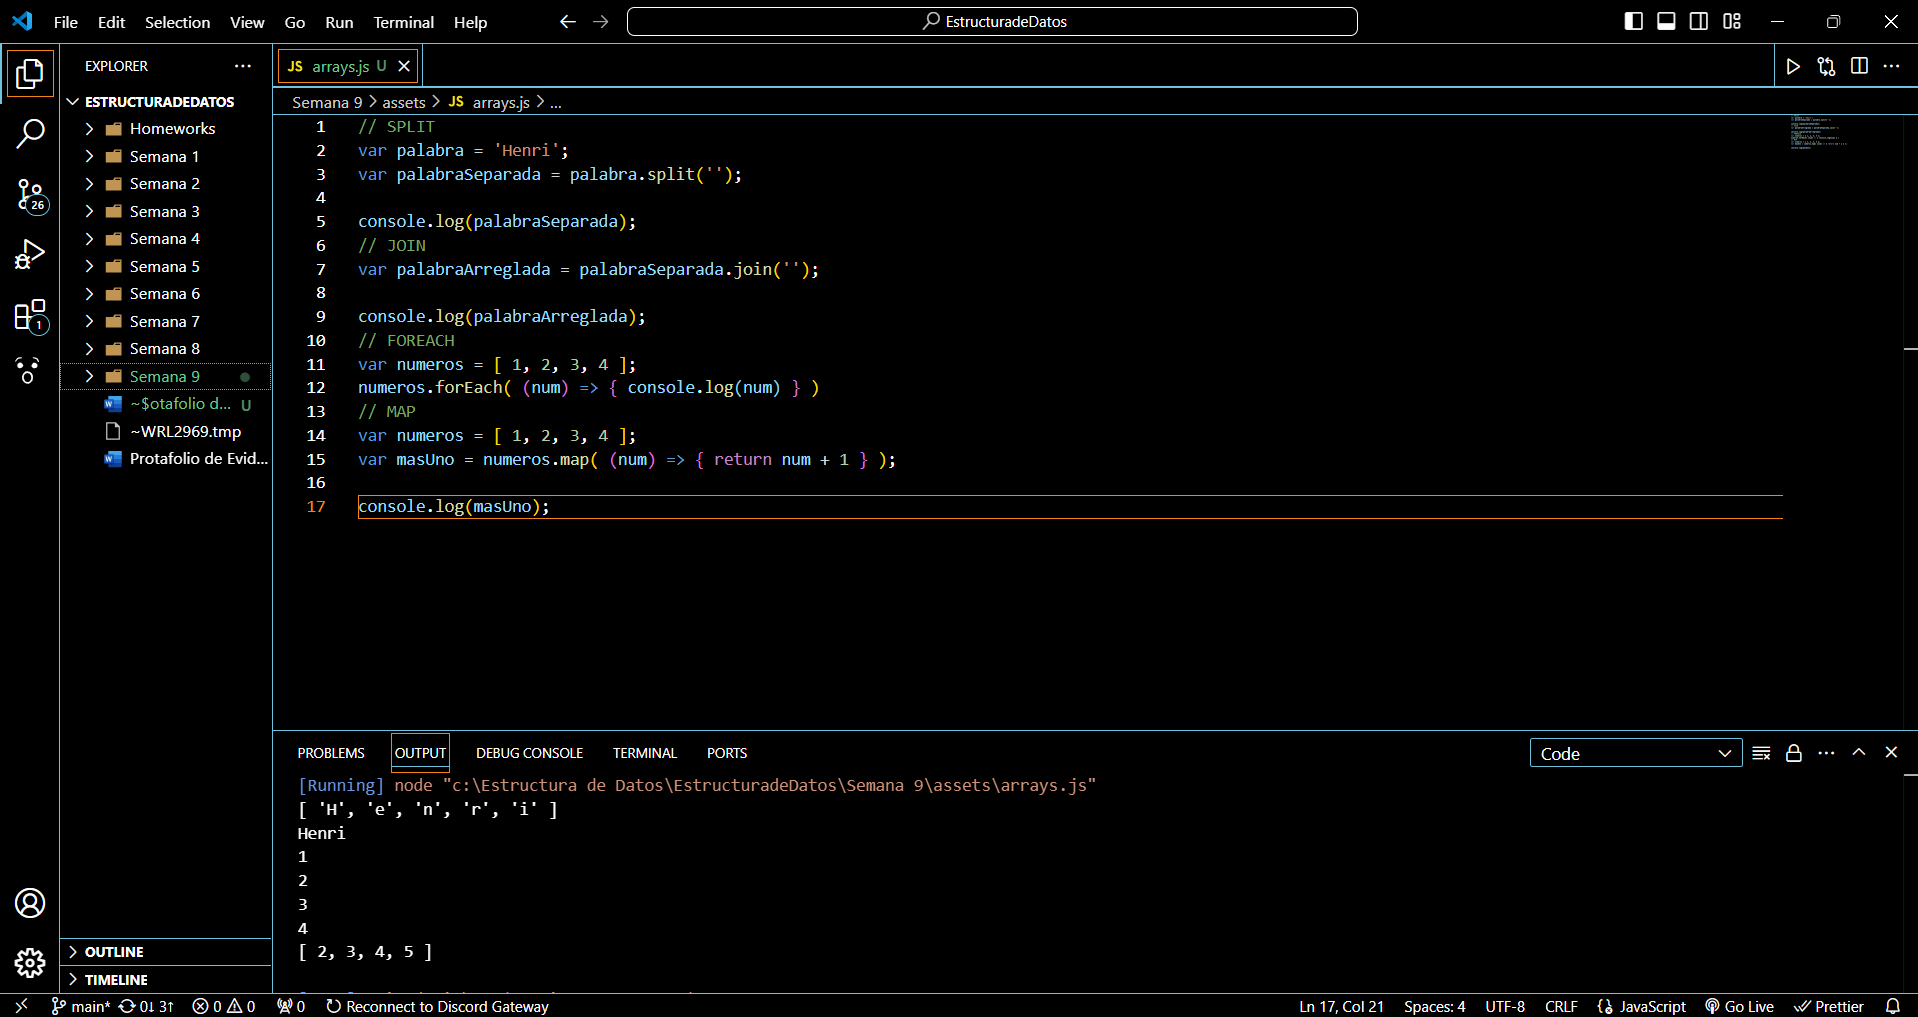 File Edit Selection View Go Run Terminal Help
EstructuradeDatos
EXPLORER
JS arrays.js U
ESTRUCTURADEDATOS
Homeworks
Semana 1
Semana 2
Semana 3
Semana 4
Semana 5
Semana 6
Semana 7
Semana 8
Semana 9
~$otafolio d... U
~WRL2969.tmp
Protafolio de Evid...
26
1
OUTLINE
TIMELINE
Semana 9 > assets > JS arrays.js > ...
1 // SPLIT
2 var palabra = 'Henri';
3 var palabraSeparada = palabra.split('');
4
5 console.log(palabraSeparada);
6 // JOIN
7 var palabraArreglada = palabraSeparada.join('');
8
9 console.log(palabraArreglada);
10 // FOREACH
11 var numeros = [ 1, 2, 3, 4 ];
12 numeros.forEach( (num) => { console.log(num) } )
13 // MAP
14 var numeros = [ 1, 2, 3, 4 ];
15 var masUno = numeros.map( (num) => { return num + 1 } );
16
17 console.log(masUno);
PROBLEMS OUTPUT DEBUG CONSOLE TERMINAL PORTS
Code
[Running] node "c:\Estructura de Datos\EstructuradeDatos\Semana 9\assets\arrays.js"
[ 'H', 'e', 'n', 'r', 'i' ]
Henri
1
2
3
4
[ 2, 3, 4, 5 ]
main* 0↓ 3↑ 0 0 0 Reconnect to Discord Gateway
Ln 17, Col 21 Spaces: 4 UTF-8 CRLF {} JavaScript Go Live Prettier